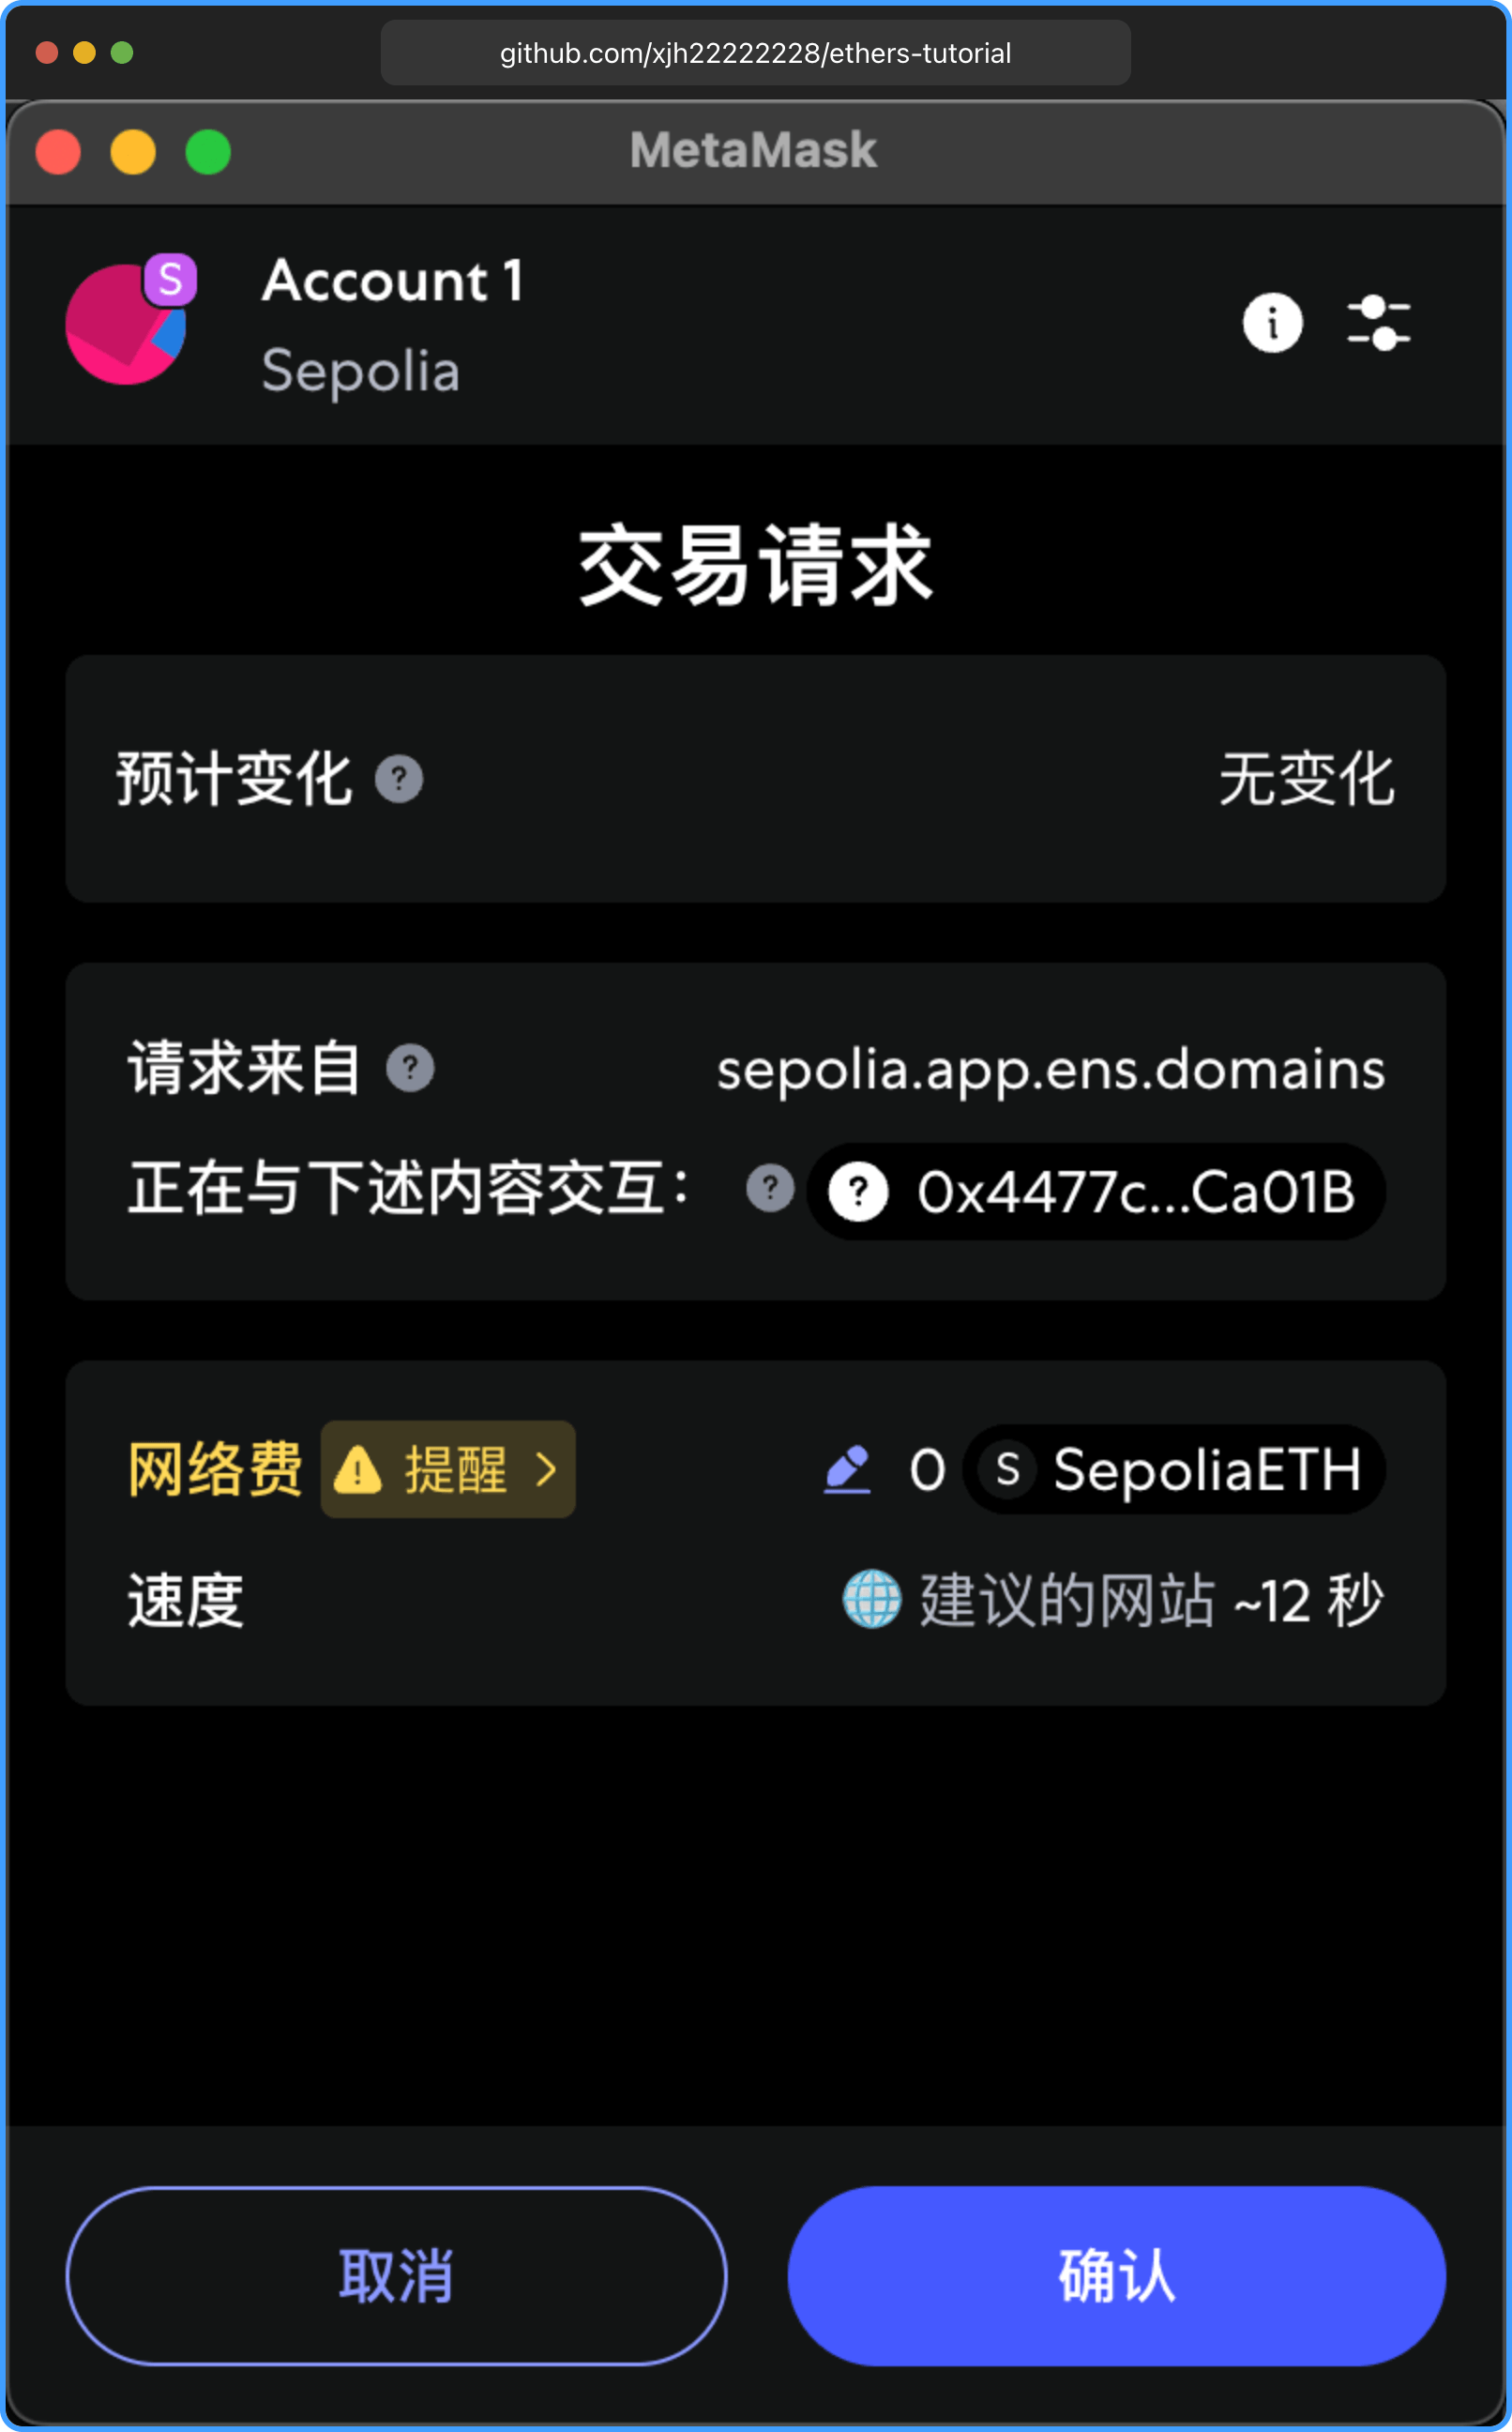 github.com/xjh22222228/ethers-tutorial
MetaMask
S
Account 1
Sepolia
交易请求
预计变化 ? 无变化
请求来自 ? sepolia.app.ens.domains
正在与下述内容交互： ? ? 0x4477c...Ca01B
网络费 提醒 > 0 S SepoliaETH
速度 建议的网站 ~12 秒
取消 确认